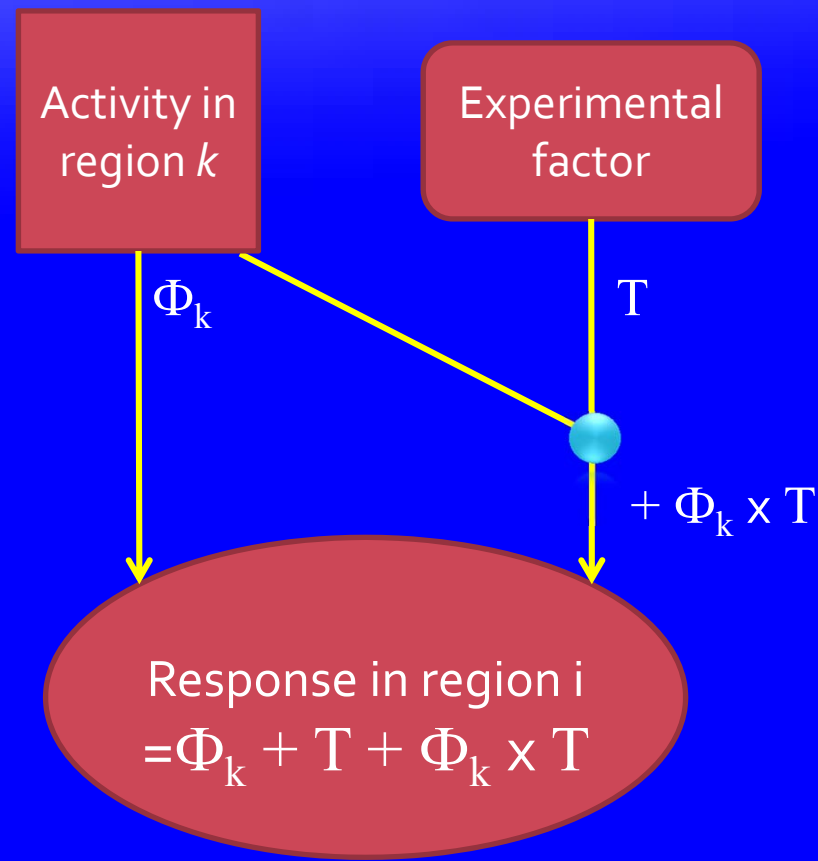 Activity in
region k
Experimental
factor
Φk
T
+ Φk x T
Response in region i
=Φk + T + Φk x T